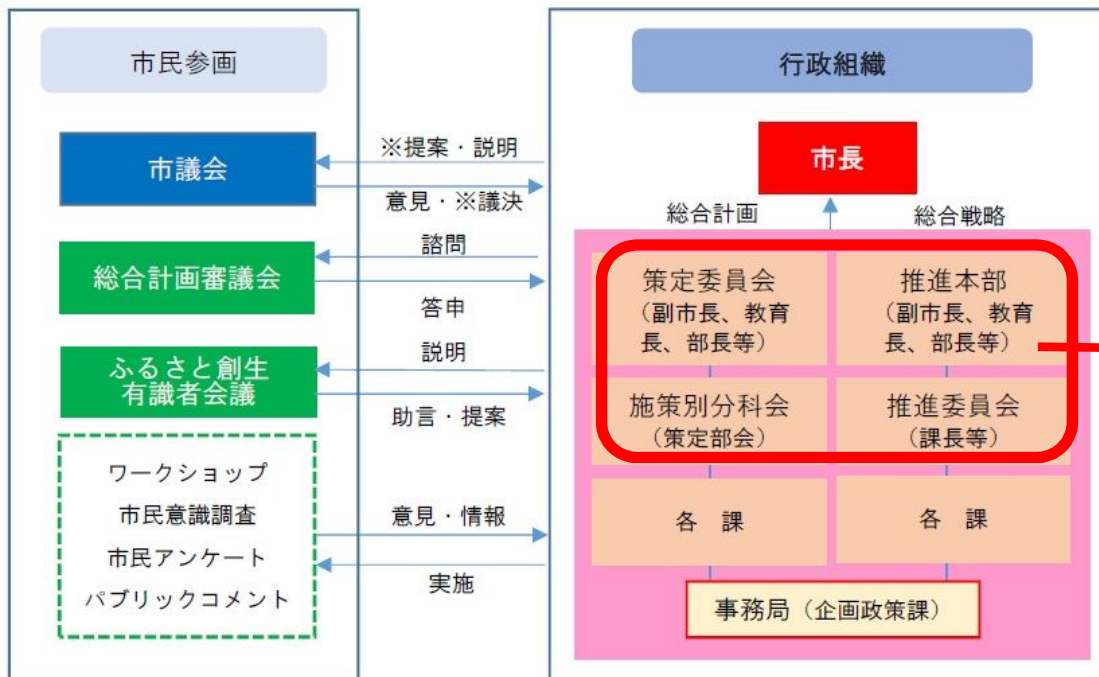 市民参画
市議会
総合計画審議会
ふるさと創生
有識者会議
ワークショップ
市民意識調査
市民アンケート
パブリックコメント
※提案・説明
意見・※議決
諮問
答申
説明
助言・提案
意見・情報
実施
行政組織
市長
総合計画
総合戦略
策定委員会
（副市長、教育
長、部長等）
推進本部
（副市長、教育
長、部長等）
施策別分科会
（策定部会）
推進委員会
（課長等）
各　課
各　課
事務局（企画政策課）